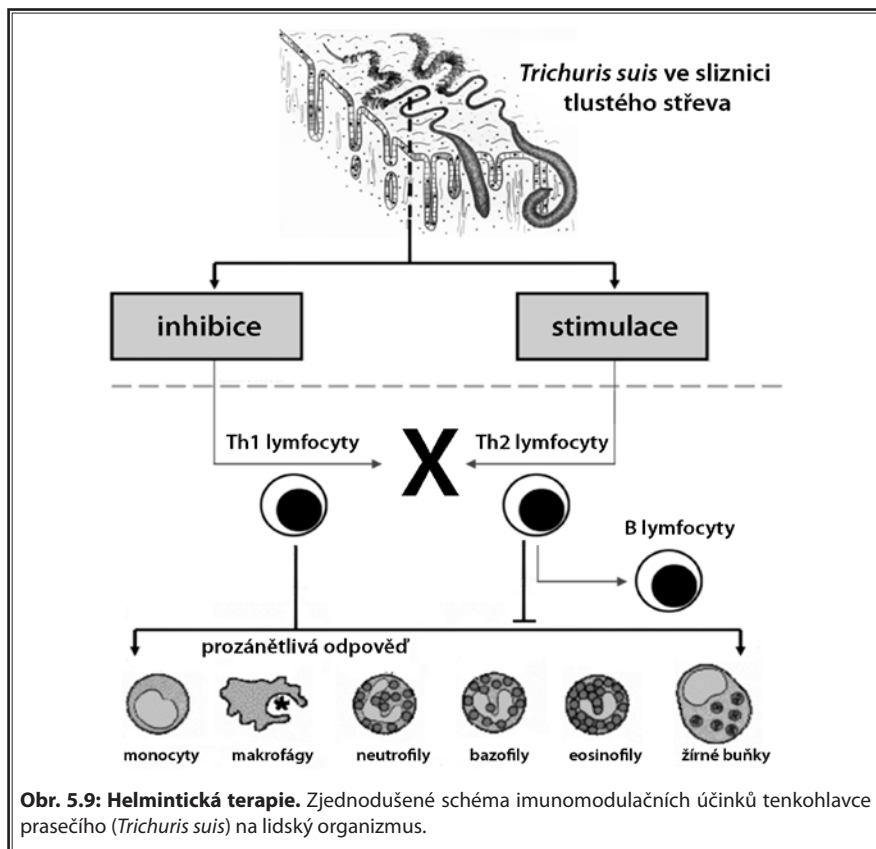 Trichuris suis ve sliznici
tlustého střeva
inhibice
stimulace
Th1 lymfocyty
X
Th2 lymfocyty
B lymfocyty
prozánětlivá odpověď
monocyty makrofágy neutrofily bazofily eosinofily žírné buňky
Obr. 5.9: Helmintická terapie. Zjednodušené schéma imunomodulačních účinků tenkohlavce
prasečího (Trichuris suis) na lidský organizmus.